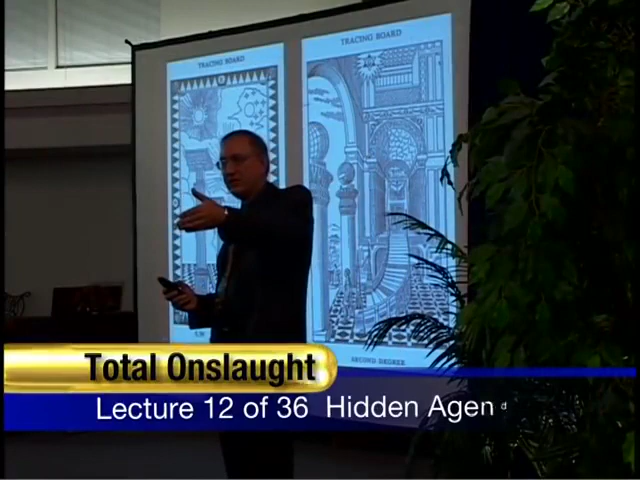 TRACING BOARD
TRACING BOARD
SECOND DEGREE
Total Onslaught
Lecture 12 of 36 Hidden Agen d